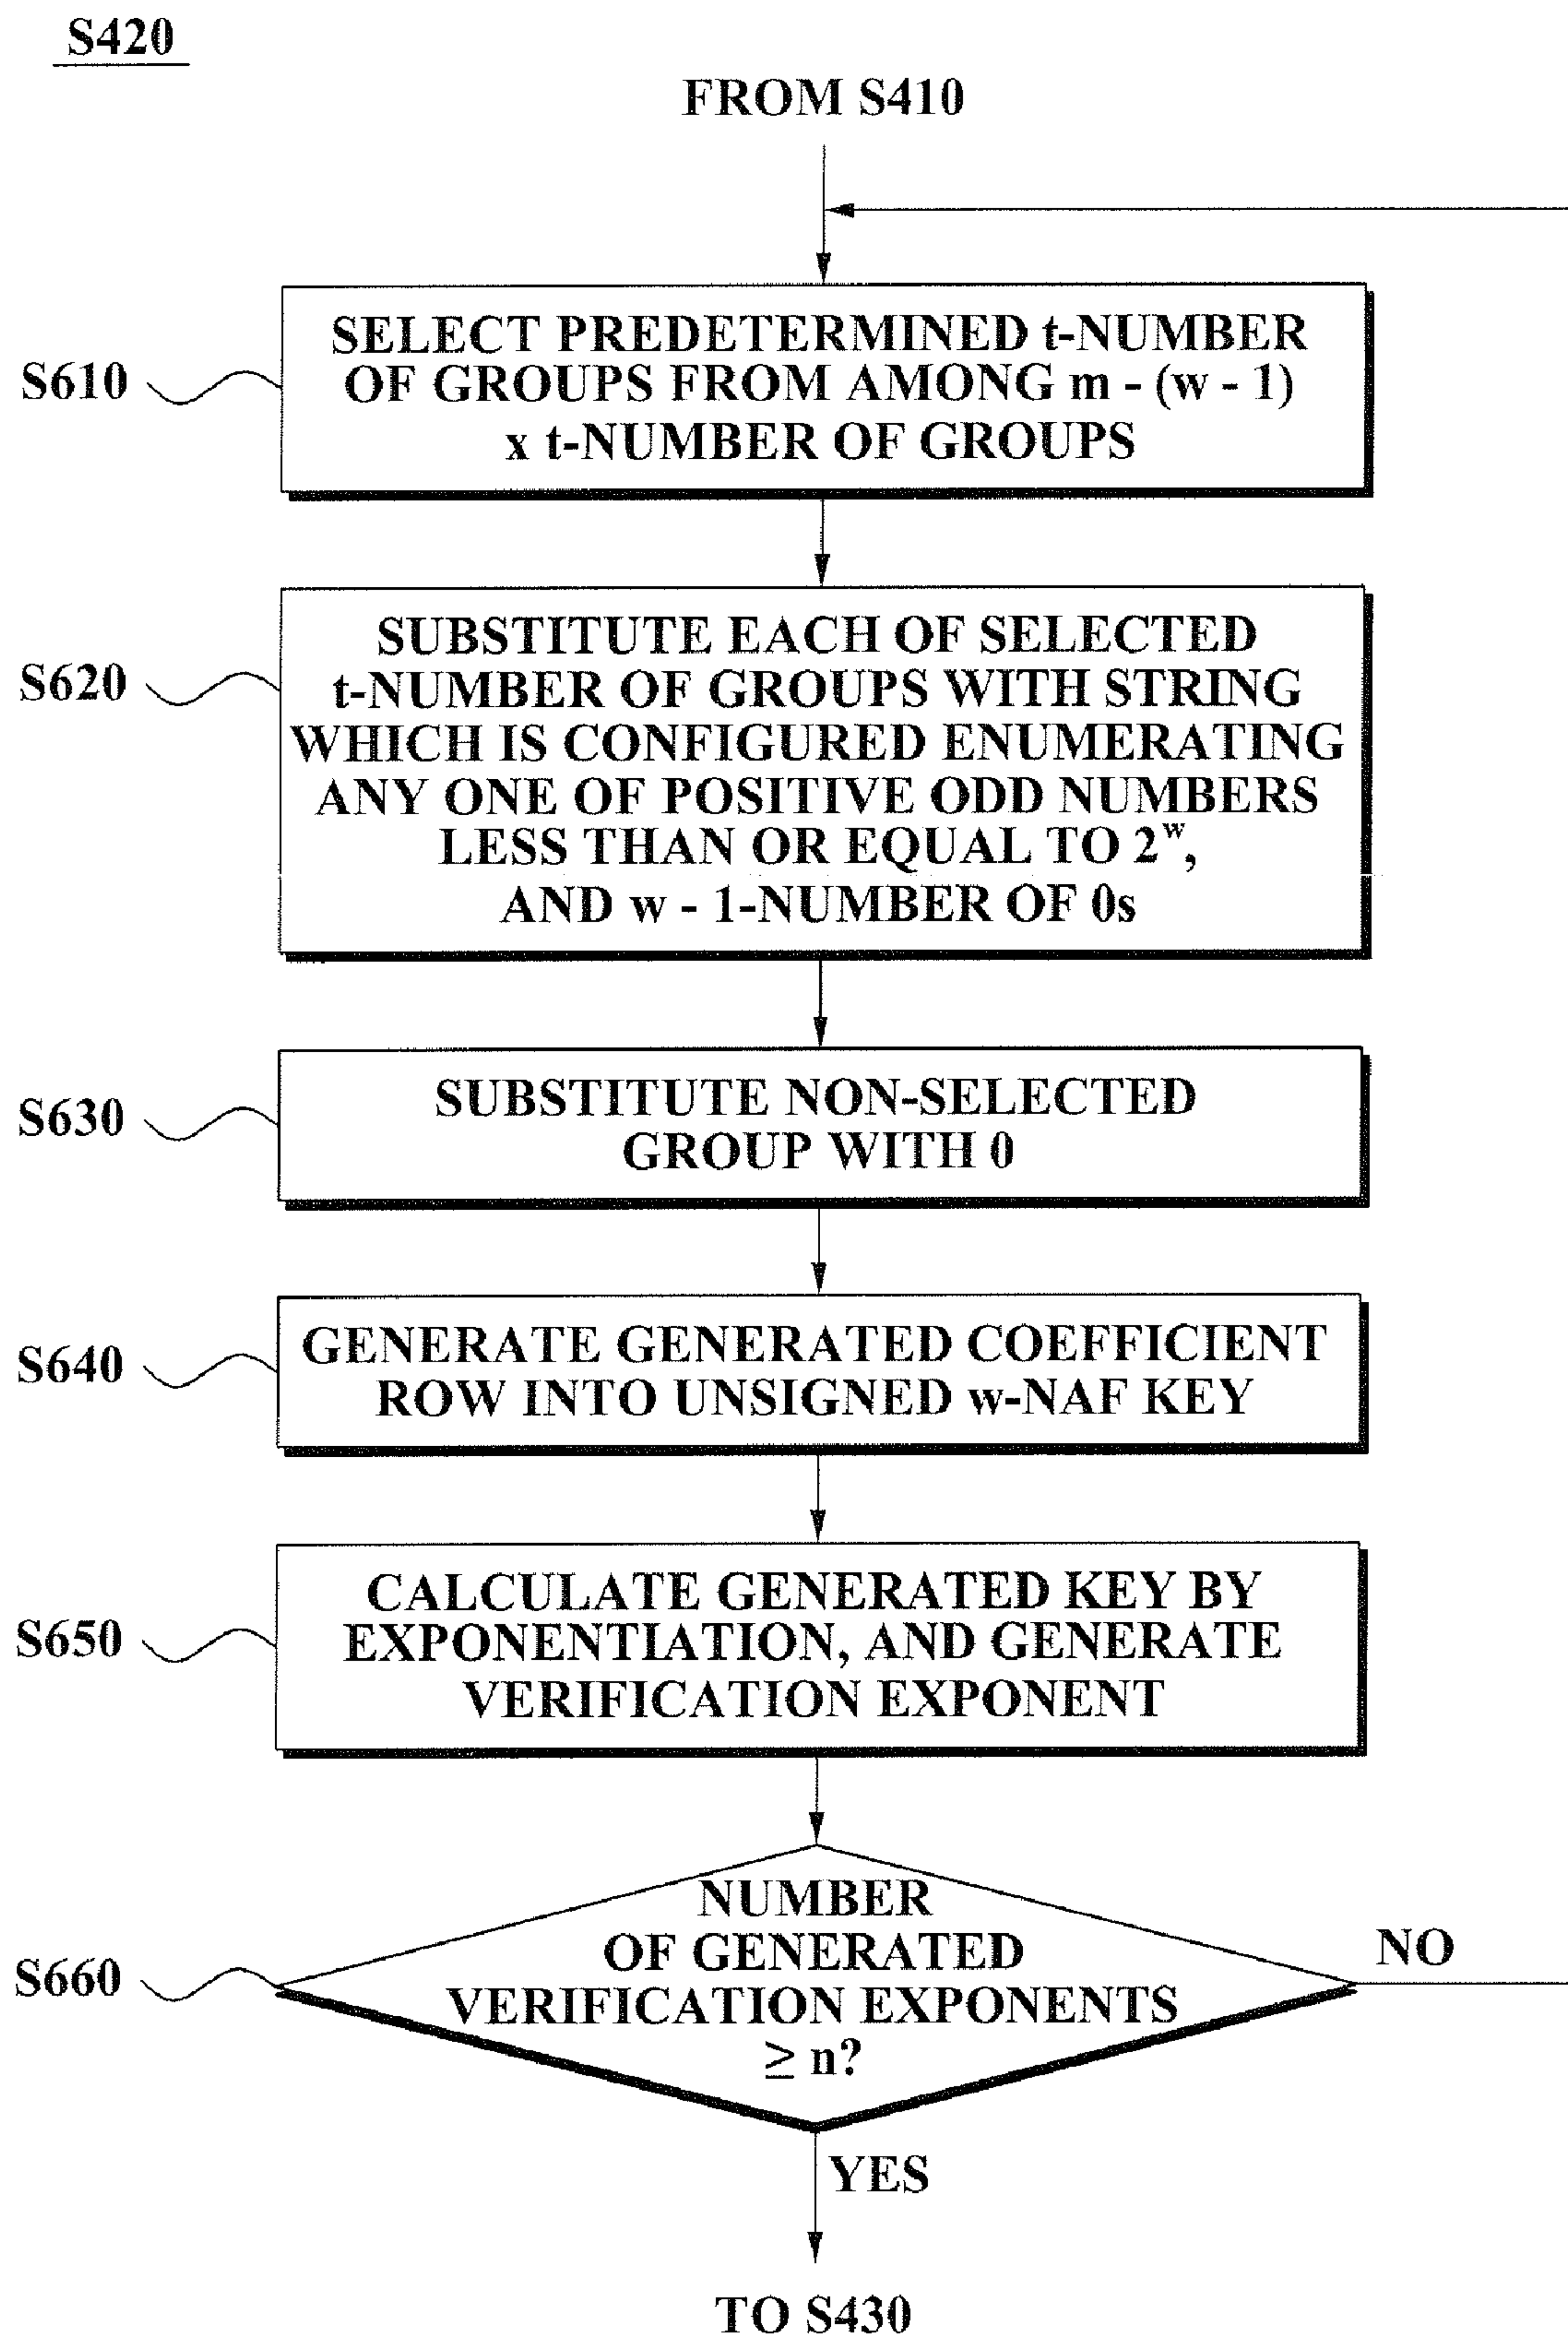 S420
FROM S410
S610
SELECT PREDETERMINED t-NUMBER
OF GROUPS FROM AMONG m - (w - 1)
x t-NUMBER OF GROUPS
S620
SUBSTITUTE EACH OF SELECTED
t-NUMBER OF GROUPS WITH STRING
WHICH IS CONFIGURED ENUMERATING
ANY ONE OF POSITIVE ODD NUMBERS
LESS THAN OR EQUAL TO 2^w,
AND w - 1-NUMBER OF 0s
S630
SUBSTITUTE NON-SELECTED
GROUP WITH 0
S640
GENERATE GENERATED COEFFICIENT
ROW INTO UNSIGNED w-NAF KEY
S650
CALCULATE GENERATED KEY BY
EXPONENTIATION, AND GENERATE
VERIFICATION EXPONENT
S660
NUMBER
OF GENERATED
VERIFICATION EXPONENTS
≥ n?
NO
YES
TO S430